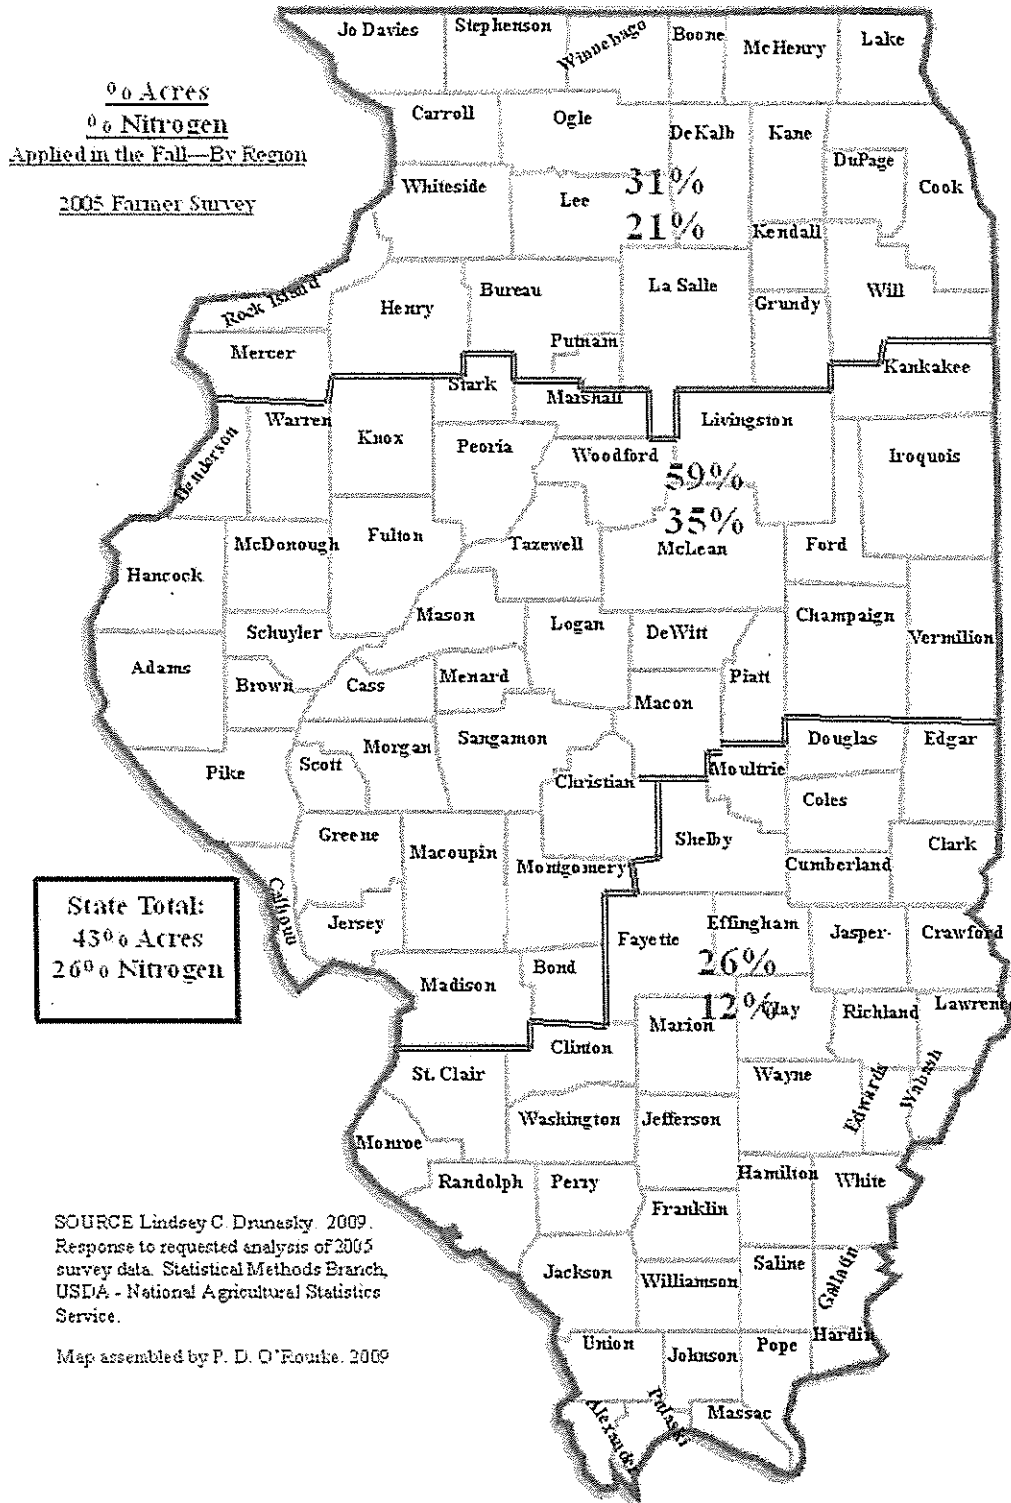 % Acres
% Nitrogen
Applied in the Fall—By Region
2005 Farmer Survey
Jo Davies
Stephenson
Winnebago
Boone
McHenry
Lake
Carroll
Ogle
DeKalb
Kane
DuPage
Cook
Whiteside
Lee
31%
21%
Kendall
Rock Island
Henry
Bureau
La Salle
Grundy
Will
Putnam
Mercer
Kankakee
Stark
Marshall
Warren
Knox
Livingston
Henderson
Peoria
Woodford
Iroquois
59%
35%
McDonough
Fulton
Tazewell
McLean
Ford
Hancock
Mason
Logan
DeWitt
Champaign
Vermilion
Schuyler
Adams
Brown
Cass
Menard
Macon
Piatt
Pike
Scott
Morgan
Sangamon
Christian
Moultrie
Douglas
Edgar
Coles
Greene
Macoupin
Montgomery
Shelby
Cumberland
Clark
Calhoun
Jersey
Fayette
Effingham
Jasper-
Crawford
State Total:
43% Acres
26% Nitrogen
Madison
Bond
26%
12%
Marion
Clay
Richland
Lawren
Clinton
St. Clair
Wayne
Edwards
Wabash
Washington
Jefferson
Monroe
Randolph
Perry
Hamilton
White
Franklin
Jackson
Williamson
Saline
Gallatin
Union
Johnson
Pope
Hardin
Alexander
Pulaski
Massac
SOURCE Lindsey C. Drunasky. 2009.
Response to requested analysis of 2005
survey data. Statistical Methods Branch,
USDA - National Agricultural Statistics
Service.
Map assembled by P. D. O'Rourke. 2009